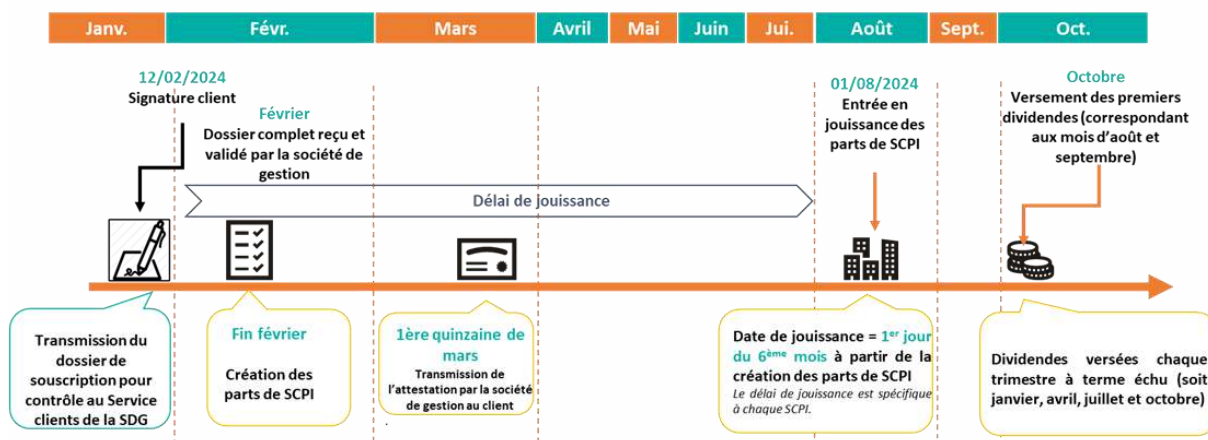 Janv.
Févr.
Mars
Avril
Mai
Juin
Jui.
Août
Sept.
Oct.
12/02/2024
Signature client
Février
Dossier complet reçu et
validé par la société de
gestion
Délai de jouissance
01/08/2024
Entrée en
jouissance des
parts de SCPI
Octobre
Versement des premiers
dividendes (correspondant
aux mois d'août et
septembre)
Transmission du
dossier de
souscription pour
contrôle au Service
clients de la SDG
Fin février
Création des
parts de SCPI
1ère quinzaine de
mars
Transmission de
l'attestation par la société
de gestion au client
.
Date de jouissance = 1er jour
du 6ème mois à partir de la
création des parts de SCPI
Le délai de jouissance est spécifique
à chaque SCPI.
Dividendes versées chaque
trimestre à terme échu (soit
janvier, avril, juillet et octobre)